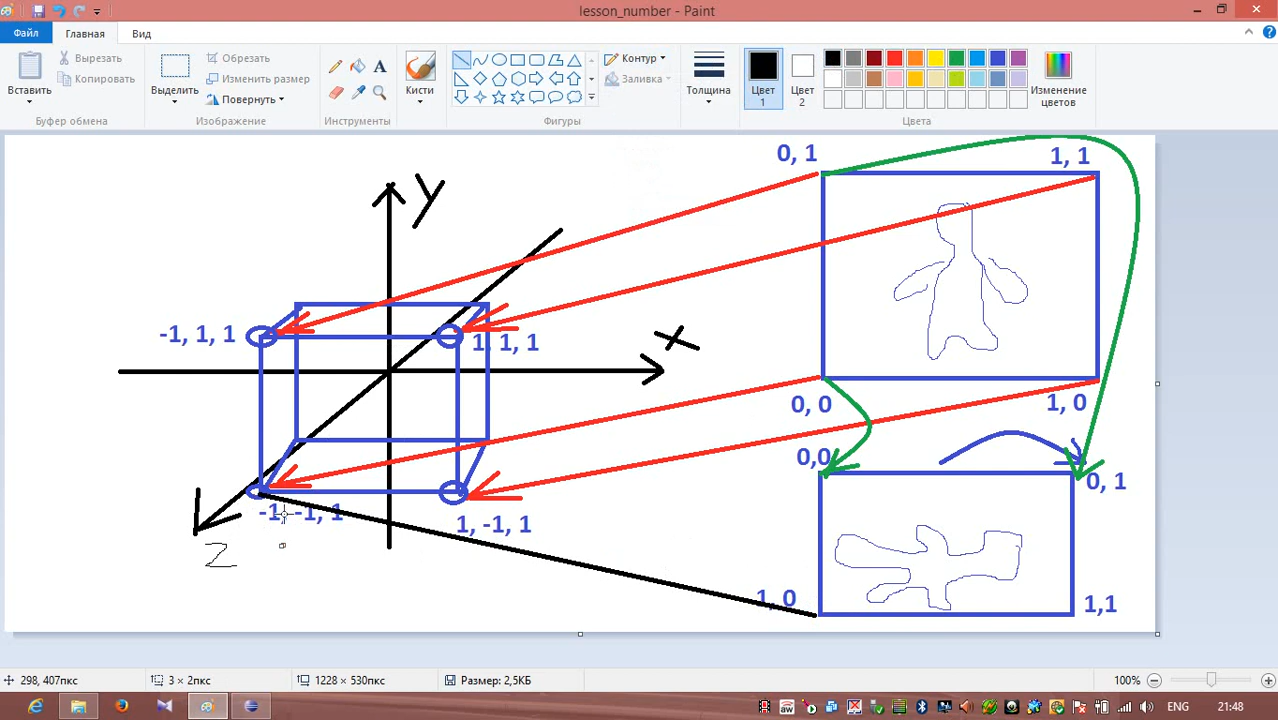 lesson_number - Paint
Файл Главная Вид
Вставить
Вырезать
Копировать
Буфер обмена
Выделить
Обрезать
Изменить размер
Повернуть
Изображение
Инструменты
Кисти
Контур
Заливка
Фигуры
Толщина
Цвет 1
Цвет 2
Изменение цветов
Цвета
0, 1
1, 1
y
-1, 1, 1
1, 1, 1
x
0, 0
1, 0
0,0
0, 1
-1, -1, 1
1, -1, 1
z
1, 0
1,1
298, 407пкс
3 × 2пкс
1228 × 530пкс
Размер: 2,5КБ
100%
ENG
21:48